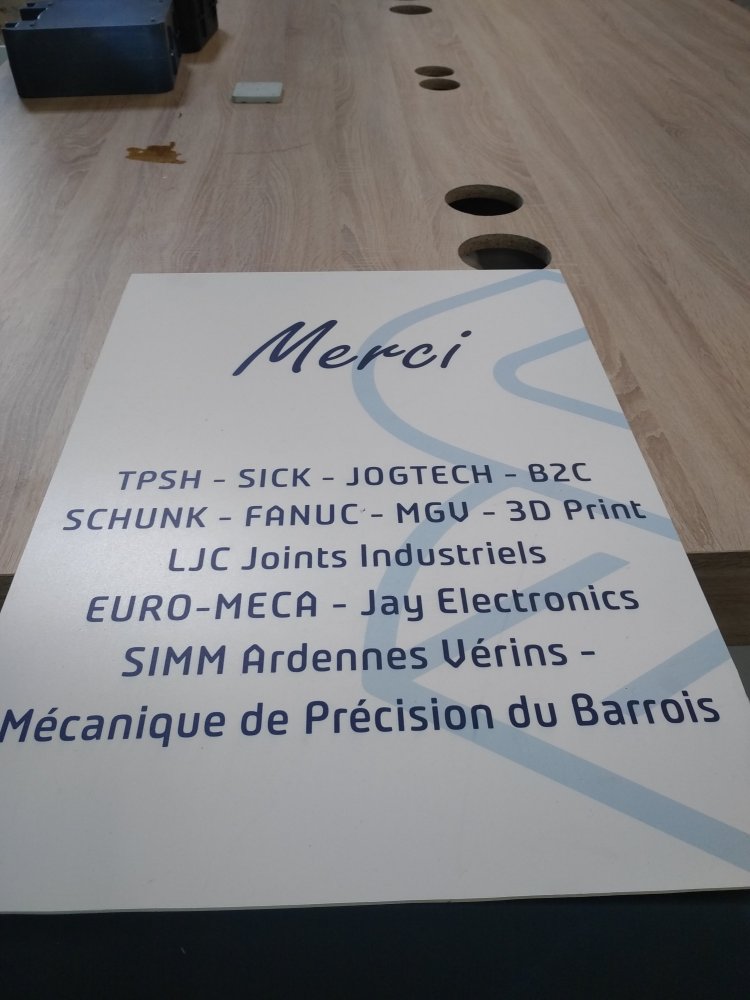 Merci
TPSH - SICK - JOGTECH - B2C
SCHUNK - FANUC - MGV - 3D Print
LJC Joints Industriels
EURO-MECA - Jay Electronics
SIMM Ardennes Vérins -
Mécanique de Précision du Barrois